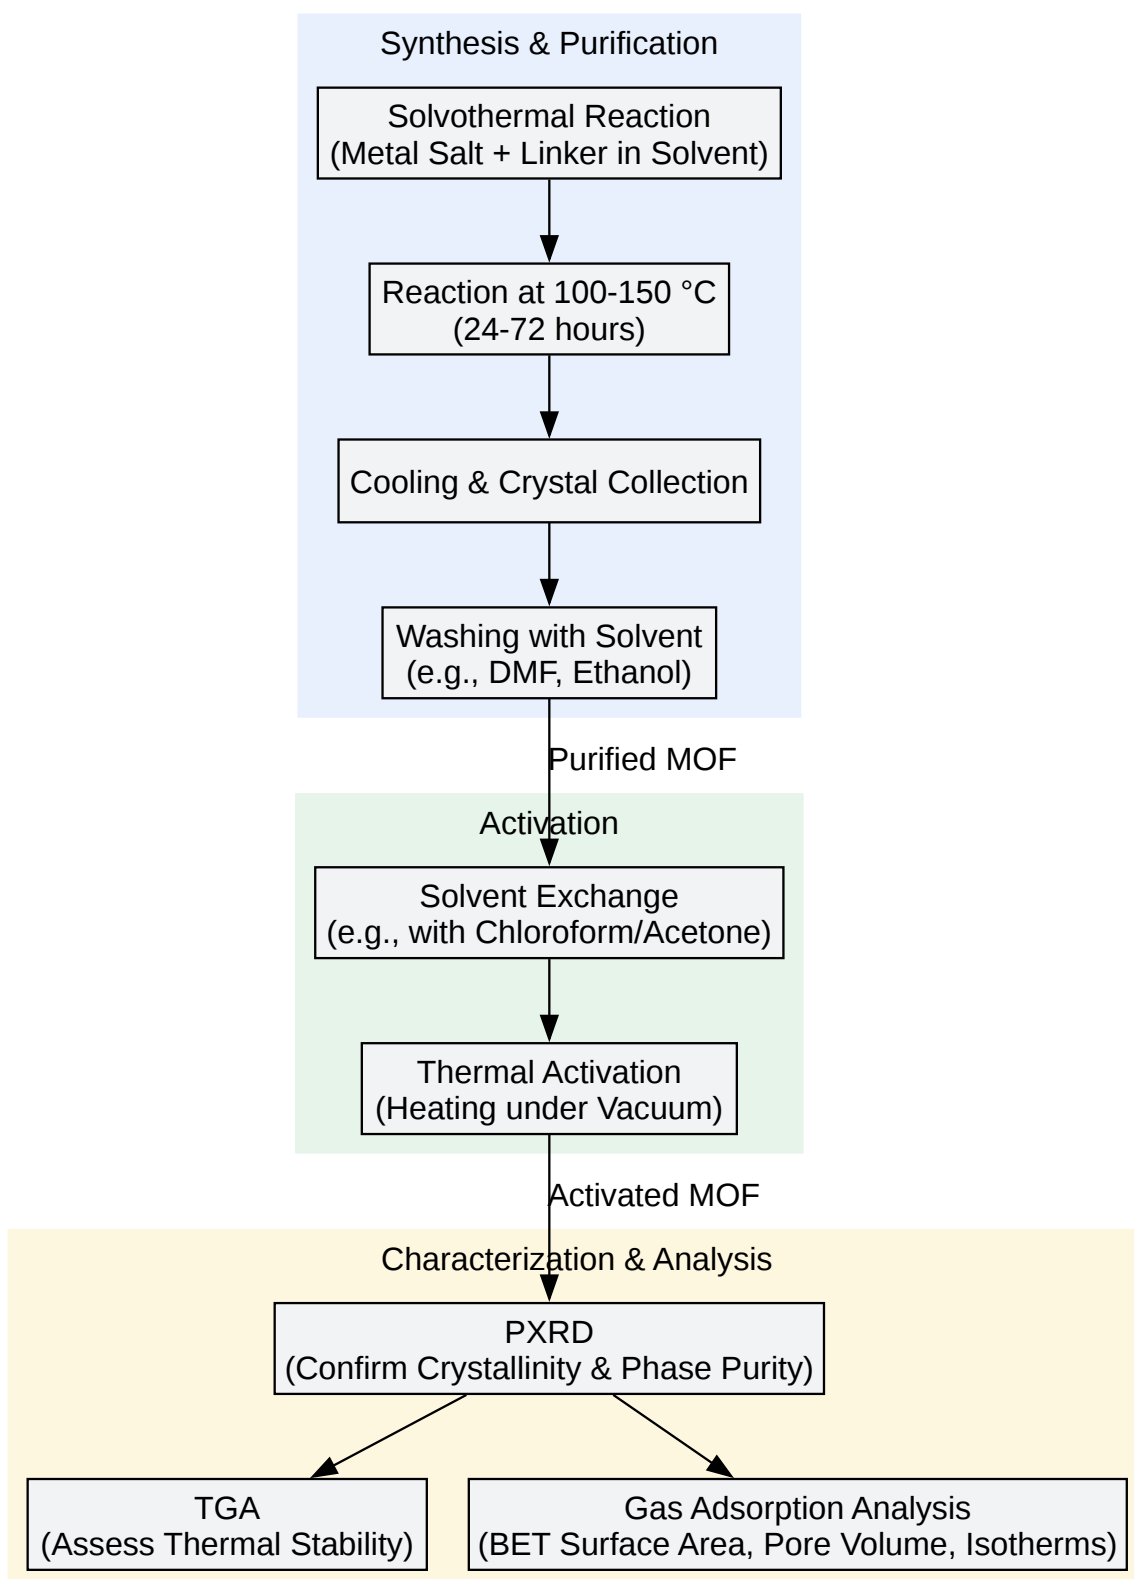 Synthesis & Purification
Solvothermal Reaction
(Metal Salt + Linker in Solvent)
Reaction at 100-150 °C
(24-72 hours)
Cooling & Crystal Collection
Washing with Solvent
(e.g., DMF, Ethanol)
Purified MOF
Activation
Solvent Exchange
(e.g., with Chloroform/Acetone)
Thermal Activation
(Heating under Vacuum)
Activated MOF
Characterization & Analysis
PXRD
(Confirm Crystallinity & Phase Purity)
TGA
(Assess Thermal Stability)
Gas Adsorption Analysis
(BET Surface Area, Pore Volume, Isotherms)